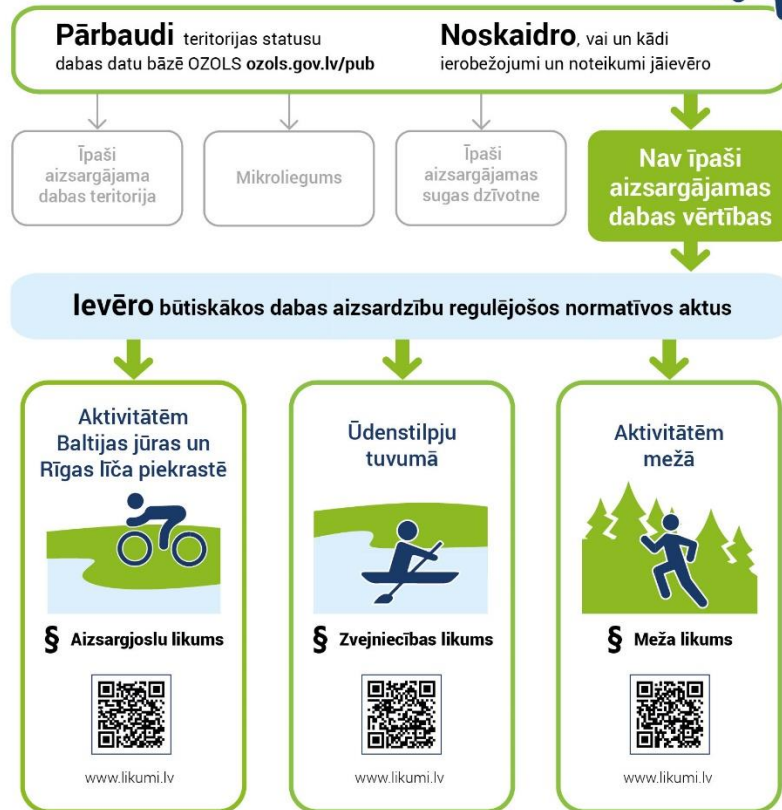 Pārbaudi teritorijas statusu
dabas datu bāzē OZOLS ozols.gov.lv/pub
Noskaidro, vai un kādi
ierobežojumi un noteikumi jāievēro
Īpaši
aizsargājama
dabas teritorija
Mikroliegums
Īpaši
aizsargājamas
sugas dzīvotne
Nav īpaši
aizsargājamas
dabas vērtības
Ievēro būtiskākos dabas aizsardzību regulējošos normatīvos aktus
Aktivitātēm
Baltijas jūras un
Rīgas līča piekrastē
§ Aizsargjoslu likums
www.likumi.lv
Ūdenstilpju
tuvumā
§ Zvejniecības likums
www.likumi.lv
Aktivitātēm
mežā
§ Meža likums
www.likumi.lv